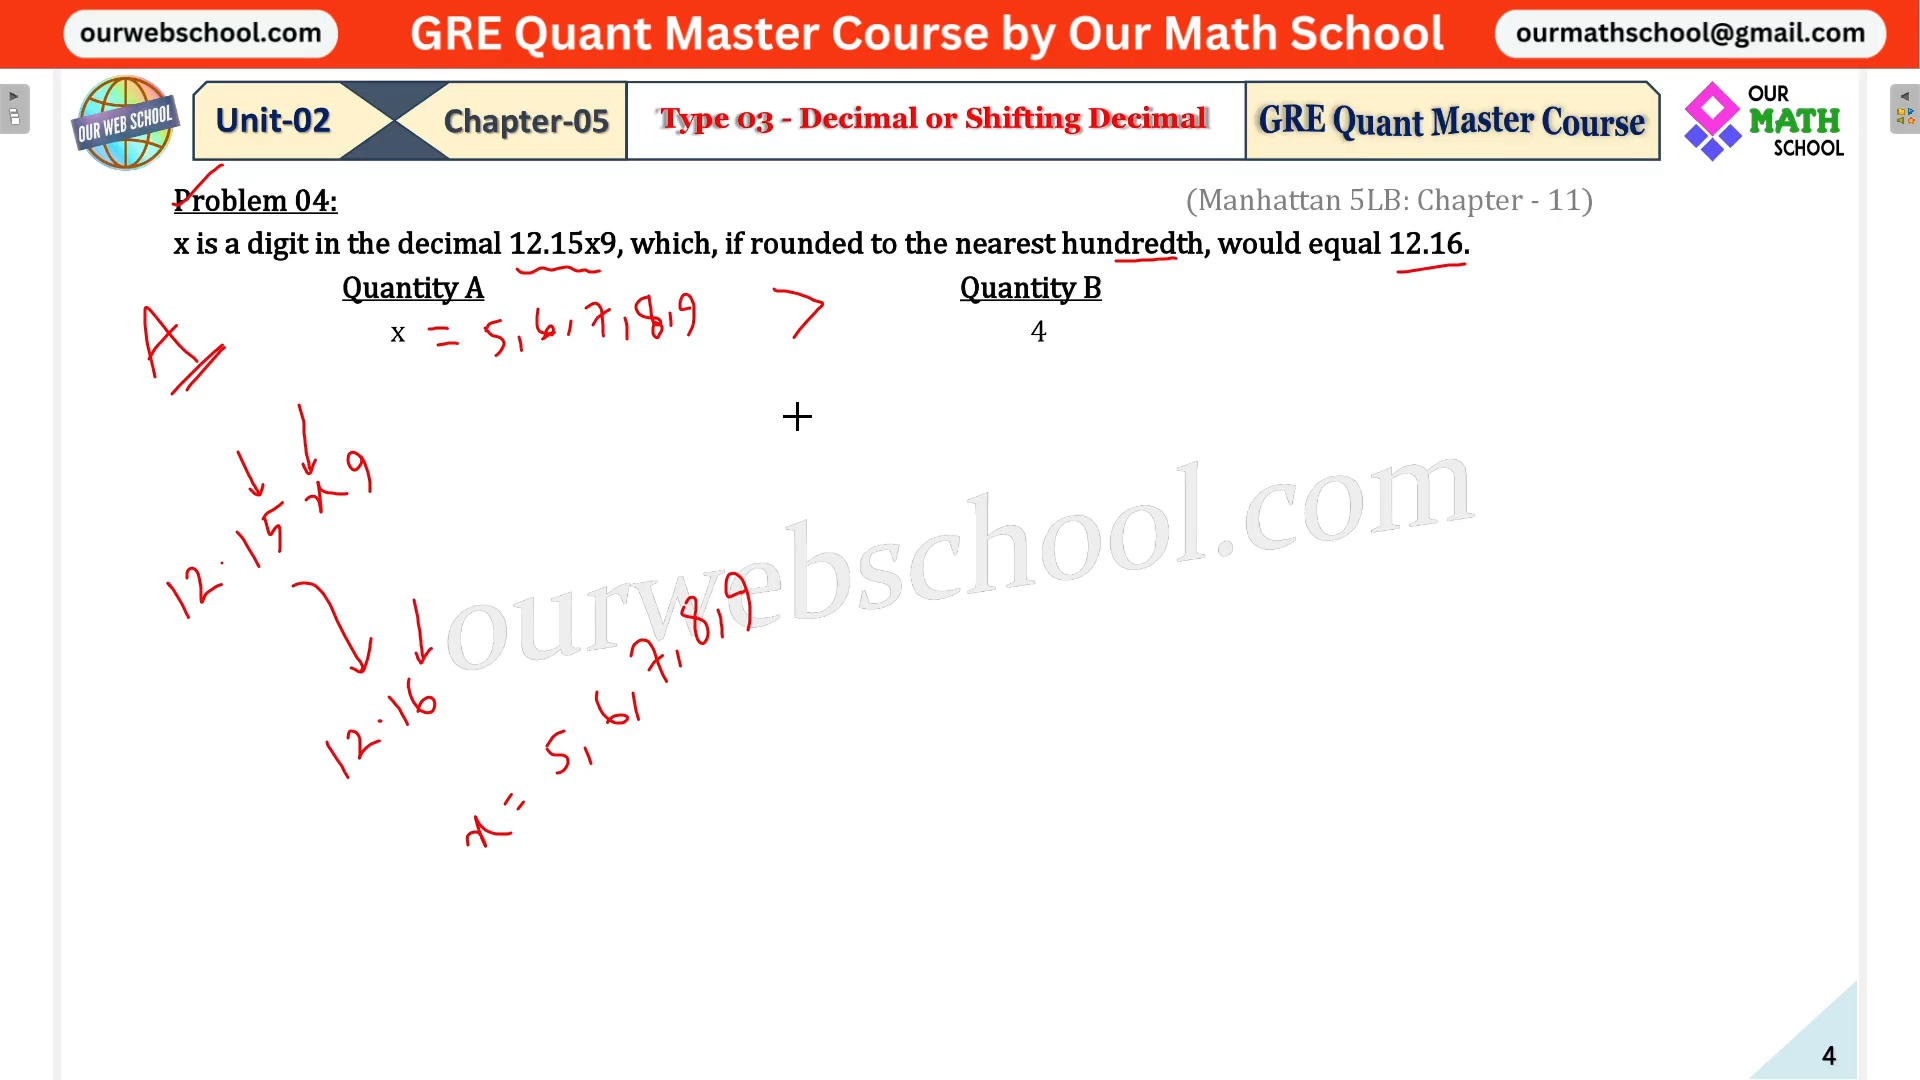 ourwebschool.com GRE Quant Master Course by Our Math School ourmathschool@gmail.com
OUR WEB SCHOOL Unit-02 Chapter-05 Type 03 - Decimal or Shifting Decimal GRE Quant Master Course OUR MATH SCHOOL
Problem 04: (Manhattan 5LB: Chapter - 11)
x is a digit in the decimal 12.15x9, which, if rounded to the nearest hundredth, would equal 12.16.
Quantity A Quantity B
A x = 5, 6, 7, 8, 9 > 4
12.15x9
12.16
x = 5, 6, 7, 8, 9
ourwebschool.com
4